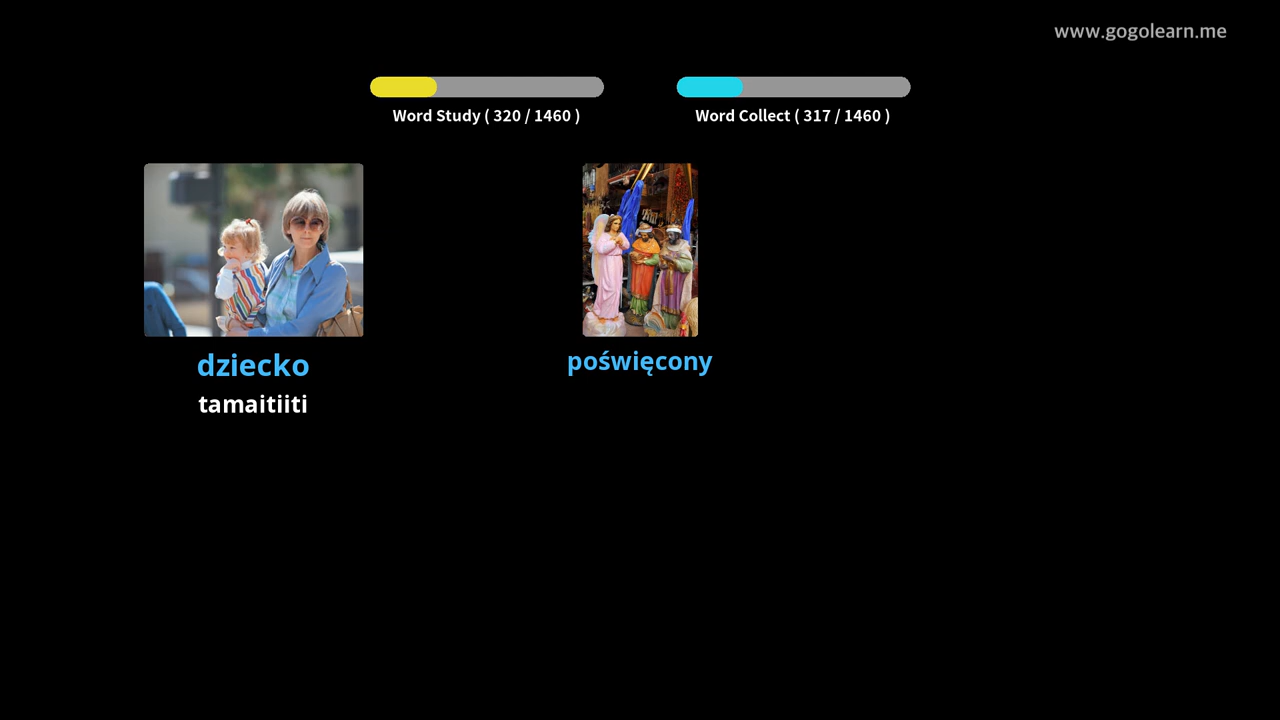 www.gogolearn.me
Word Study ( 320 / 1460 )
Word Collect ( 317 / 1460 )
dziecko
tamaitiiti
poświęcony